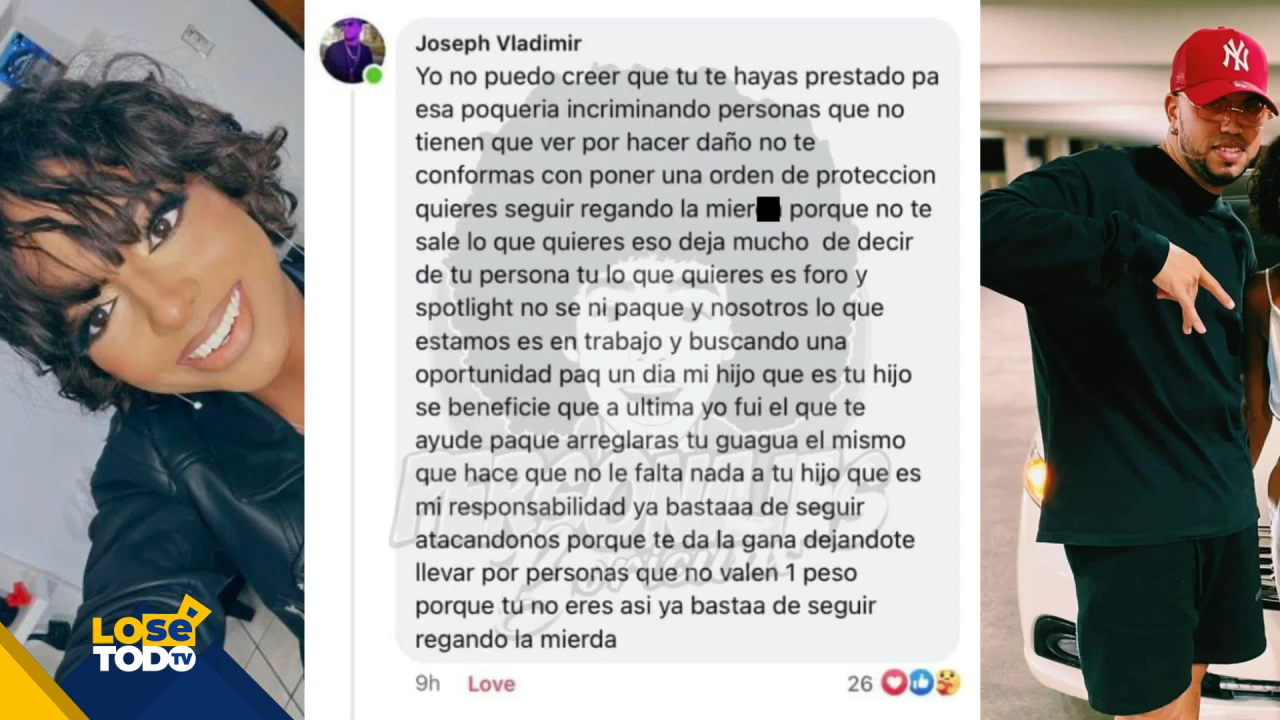 Joseph Vladimir
Yo no puedo creer que tu te hayas prestado pa
esa poqueria incriminando personas que no
tienen que ver por hacer daño no te
conformas con poner una orden de proteccion
quieres seguir regando la mier porque no te
sale lo que quieres eso deja mucho de decir
de tu persona tu lo que quieres es foro y
spotlight no se ni paque y nosotros lo que
estamos es en trabajo y buscando una
oportunidad paq un dia mi hijo que es tu hijo
se beneficie que a ultima yo fui el que te
ayude paque arreglaras tu guagua el mismo
que hace que no le falta nada a tu hijo que es
mi responsabilidad ya bastaaa de seguir
atacandonos porque te da la gana dejandote
llevar por personas que no valen 1 peso
porque tu no eres asi ya bastaa de seguir
regando la mierda
9h Love 26
LO SÉ
TODO TV
NY